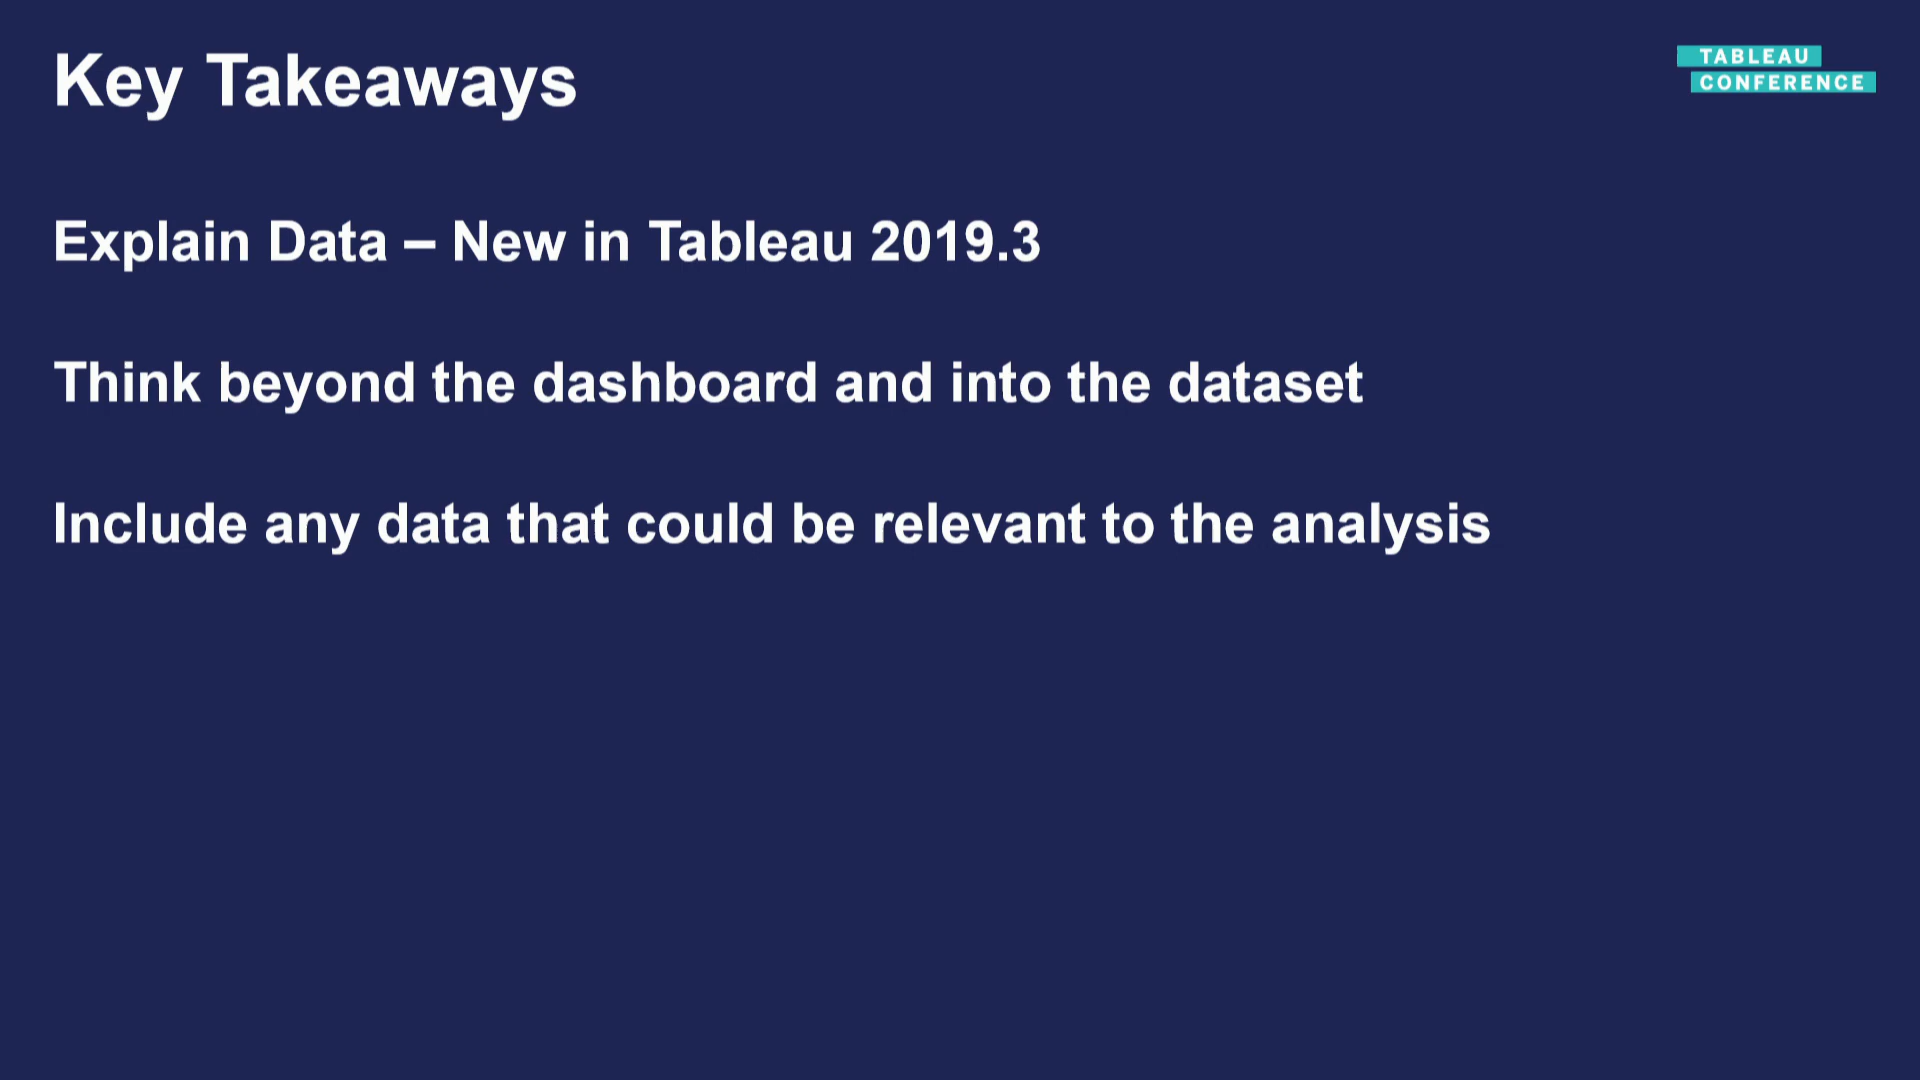 Key Takeaways
TABLEAU
CONFERENCE
Explain Data – New in Tableau 2019.3
Think beyond the dashboard and into the dataset
Include any data that could be relevant to the analysis